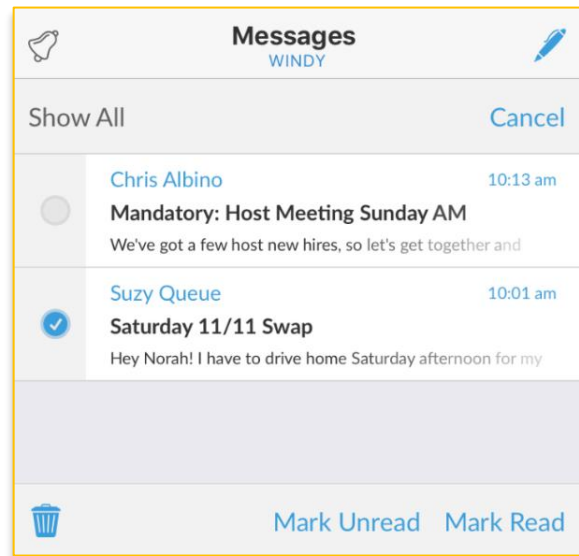 Messages
WINDY
Show All Cancel
Chris Albino 10:13 am
Mandatory: Host Meeting Sunday AM
We've got a few host new hires, so let's get together and
Suzy Queue 10:01 am
Saturday 11/11 Swap
Hey Norah! I have to drive home Saturday afternoon for my
Mark Unread Mark Read